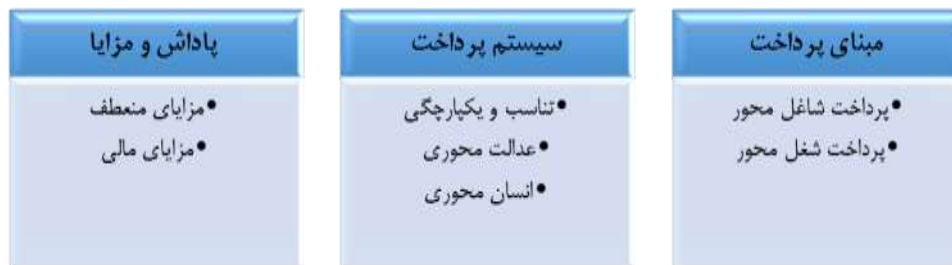 مبنای پرداخت
•پرداخت شاغل محور
•پرداخت شغل محور
سیستم پرداخت
•تناسب و یکپارچگی
•عدالت محوری
•انسان محوری
پاداش و مزایا
•مزایای منعطف
•مزایای مالی